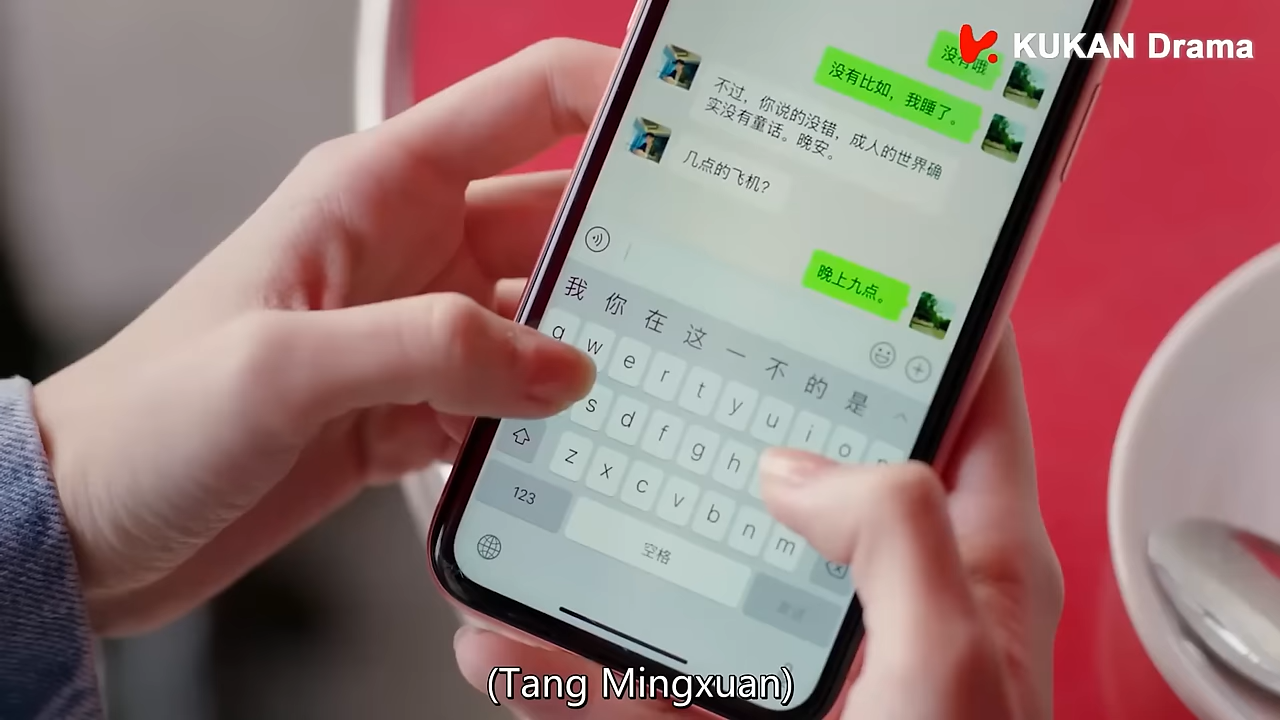 KUKAN Drama
没有哦
没有比如，我睡了。
不过，你说的没错，成人的世界确
实没有童话。晚安。
几点的飞机？
晚上九点。
我 你 在 这 一 不 的 是
q w e r t y u i o p
s d f g h
z x c v b n m
123
空格
发送
(Tang Mingxuan)